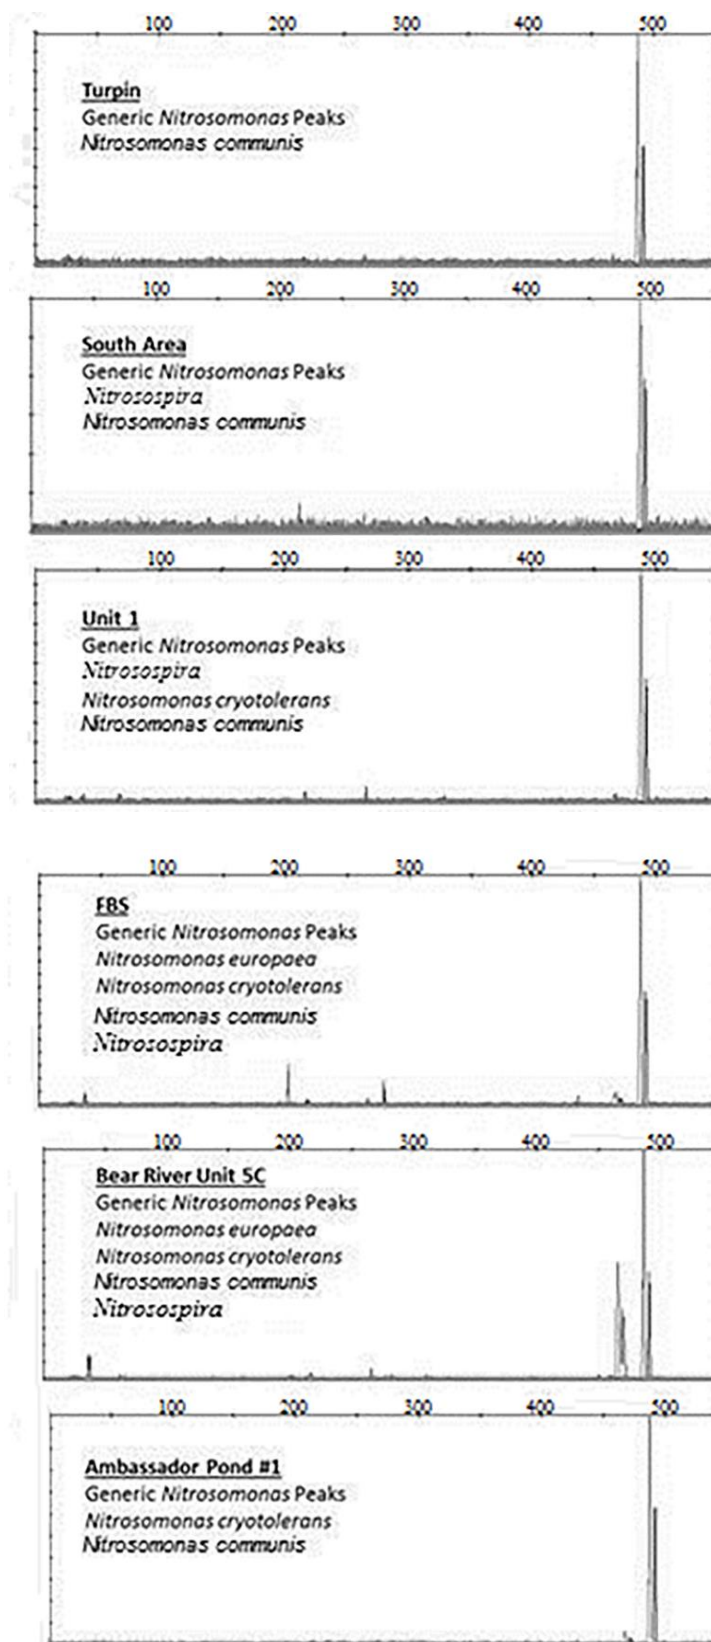 100 200 300 400 500
Turpin
Generic Nitrosomonas Peaks
Nitrosomonas communis
100 200 300 400 500
South Area
Generic Nitrosomonas Peaks
Nitrosospira
Nitrosomonas communis
100 200 300 400 500
Unit 1
Generic Nitrosomonas Peaks
Nitrosospira
Nitrosomonas cryotolerans
Nitrosomonas communis
100 200 300 400 500
FBS
Generic Nitrosomonas Peaks
Nitrosomonas europaea
Nitrosomonas cryotolerans
Nitrosomonas communis
Nitrosospira
100 200 300 400 500
Bear River Unit 5C
Generic Nitrosomonas Peaks
Nitrosomonas europaea
Nitrosomonas cryotolerans
Nitrosomonas communis
Nitrosospira
100 200 300 400 500
Ambassador Pond #1
Generic Nitrosomonas Peaks
Nitrosomonas cryotolerans
Nitrosomonas communis